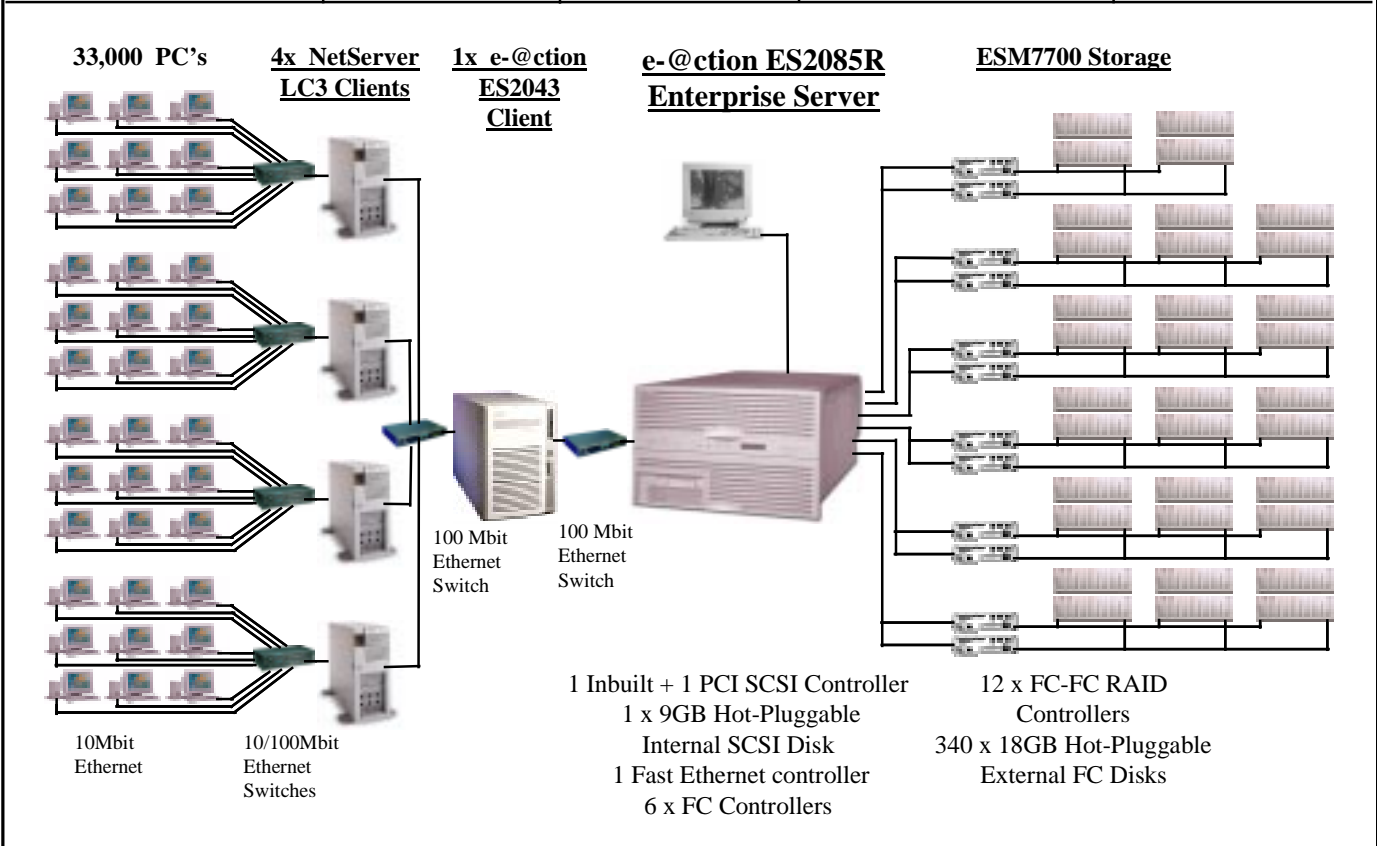 33,000 PC's
4x NetServer
LC3 Clients
1x e-@ction
ES2043
Client
e-@ction ES2085R
Enterprise Server
ESM7700 Storage
100 Mbit
Ethernet
Switch
100 Mbit
Ethernet
Switch
10Mbit
Ethernet
10/100Mbit
Ethernet
Switches
1 Inbuilt + 1 PCI SCSI Controller
1 x 9GB Hot-Pluggable
Internal SCSI Disk
1 Fast Ethernet controller
6 x FC Controllers
12 x FC-FC RAID
Controllers
340 x 18GB Hot-Pluggable
External FC Disks